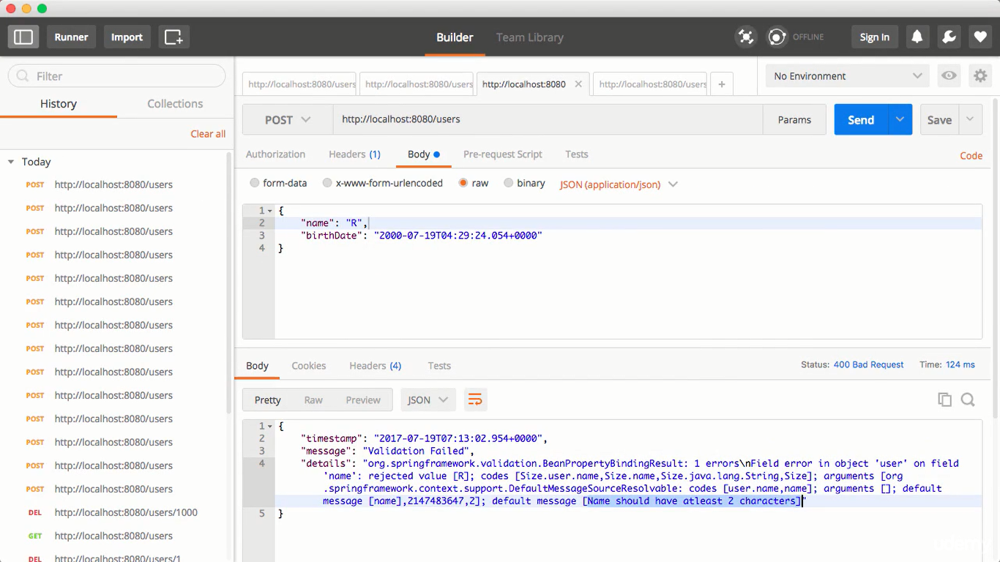 Runner
Import
Builder
Team Library
OFFLINE
Sign In
Filter
History
Collections
Clear all
Today
POST http://localhost:8080/users
POST http://localhost:8080/users
POST http://localhost:8080/users
POST http://localhost:8080/users
POST http://localhost:8080/users
POST http://localhost:8080/users
POST http://localhost:8080/users
POST http://localhost:8080/users
POST http://localhost:8080/users
POST http://localhost:8080/users
POST http://localhost:8080/users
POST http://localhost:8080/users
POST http://localhost:8080/users
POST http://localhost:8080/users
DEL http://localhost:8080/users/1000
GET http://localhost:8080/users
DEL http://localhost:8080/users/1
http://localhost:8080/users
http://localhost:8080/users
http://localhost:8080
http://localhost:8080/users
No Environment
POST
http://localhost:8080/users
Params
Send
Save
Authorization
Headers (1)
Body
Pre-request Script
Tests
Code
form-data
x-www-form-urlencoded
raw
binary
JSON (application/json)
1 {
2 "name": "R",
3 "birthDate": "2000-07-19T04:29:24.054+0000"
4 }
Body
Cookies
Headers (4)
Tests
Status: 400 Bad Request
Time: 124 ms
Pretty
Raw
Preview
JSON
1 {
2 "timestamp": "2017-07-19T07:13:02.954+0000",
3 "message": "Validation Failed",
4 "details": "org.springframework.validation.BeanPropertyBindingResult: 1 errors\nField error in object 'user' on field
'name': rejected value [R]; codes [Size.user.name,Size.name,Size.java.lang.String,Size]; arguments [org
.springframework.context.support.DefaultMessageSourceResolvable: codes [user.name,name]; arguments []; default
message [name],2147483647,2]; default message [Name should have atleast 2 characters]"
5 }